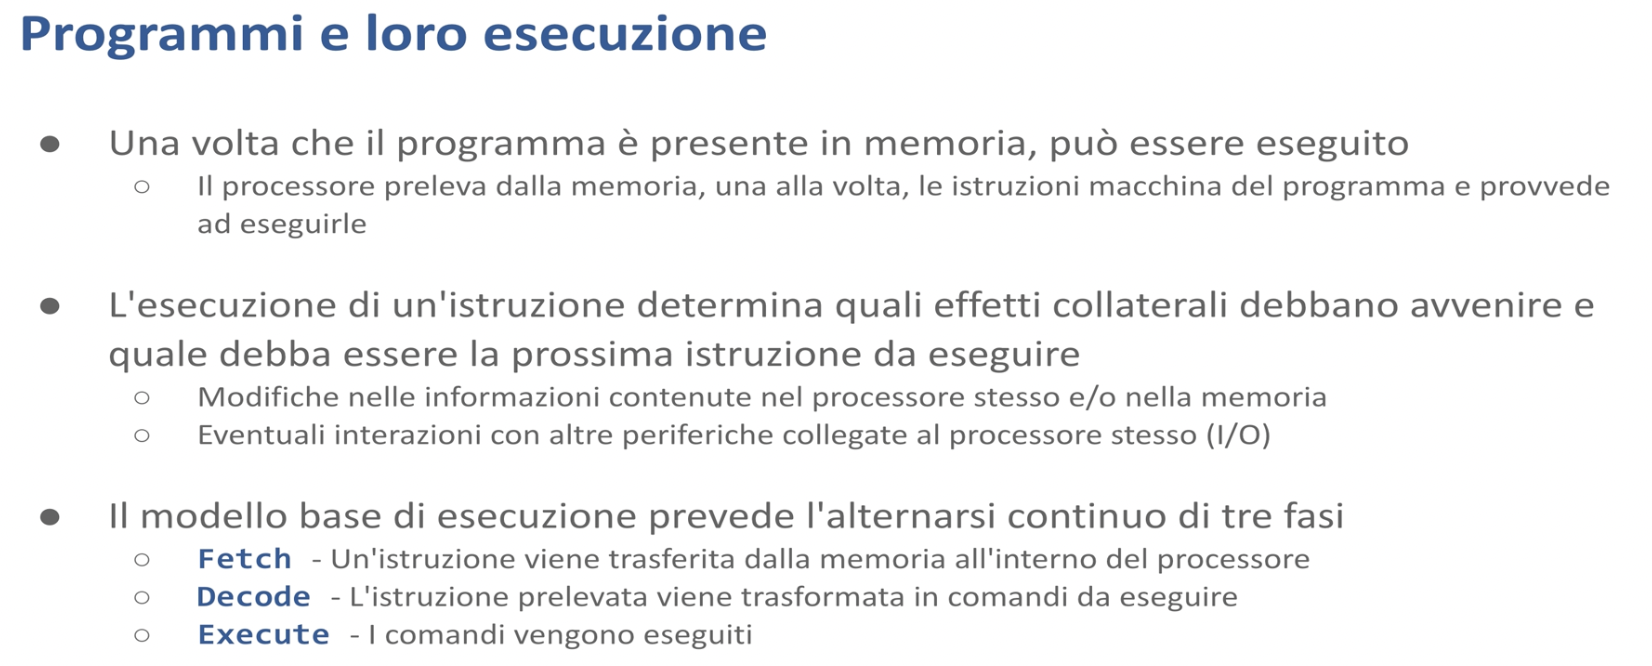 Programmi e loro esecuzione
● Una volta che il programma è presente in memoria, può essere eseguito
○ Il processore preleva dalla memoria, una alla volta, le istruzioni macchina del programma e provvede
ad eseguirle
● L'esecuzione di un'istruzione determina quali effetti collaterali debbano avvenire e
quale debba essere la prossima istruzione da eseguire
○ Modifiche nelle informazioni contenute nel processore stesso e/o nella memoria
○ Eventuali interazioni con altre periferiche collegate al processore stesso (I/O)
● Il modello base di esecuzione prevede l'alternarsi continuo di tre fasi
○ Fetch - Un'istruzione viene trasferita dalla memoria all'interno del processore
○ Decode - L'istruzione prelevata viene trasformata in comandi da eseguire
○ Execute - I comandi vengono eseguiti